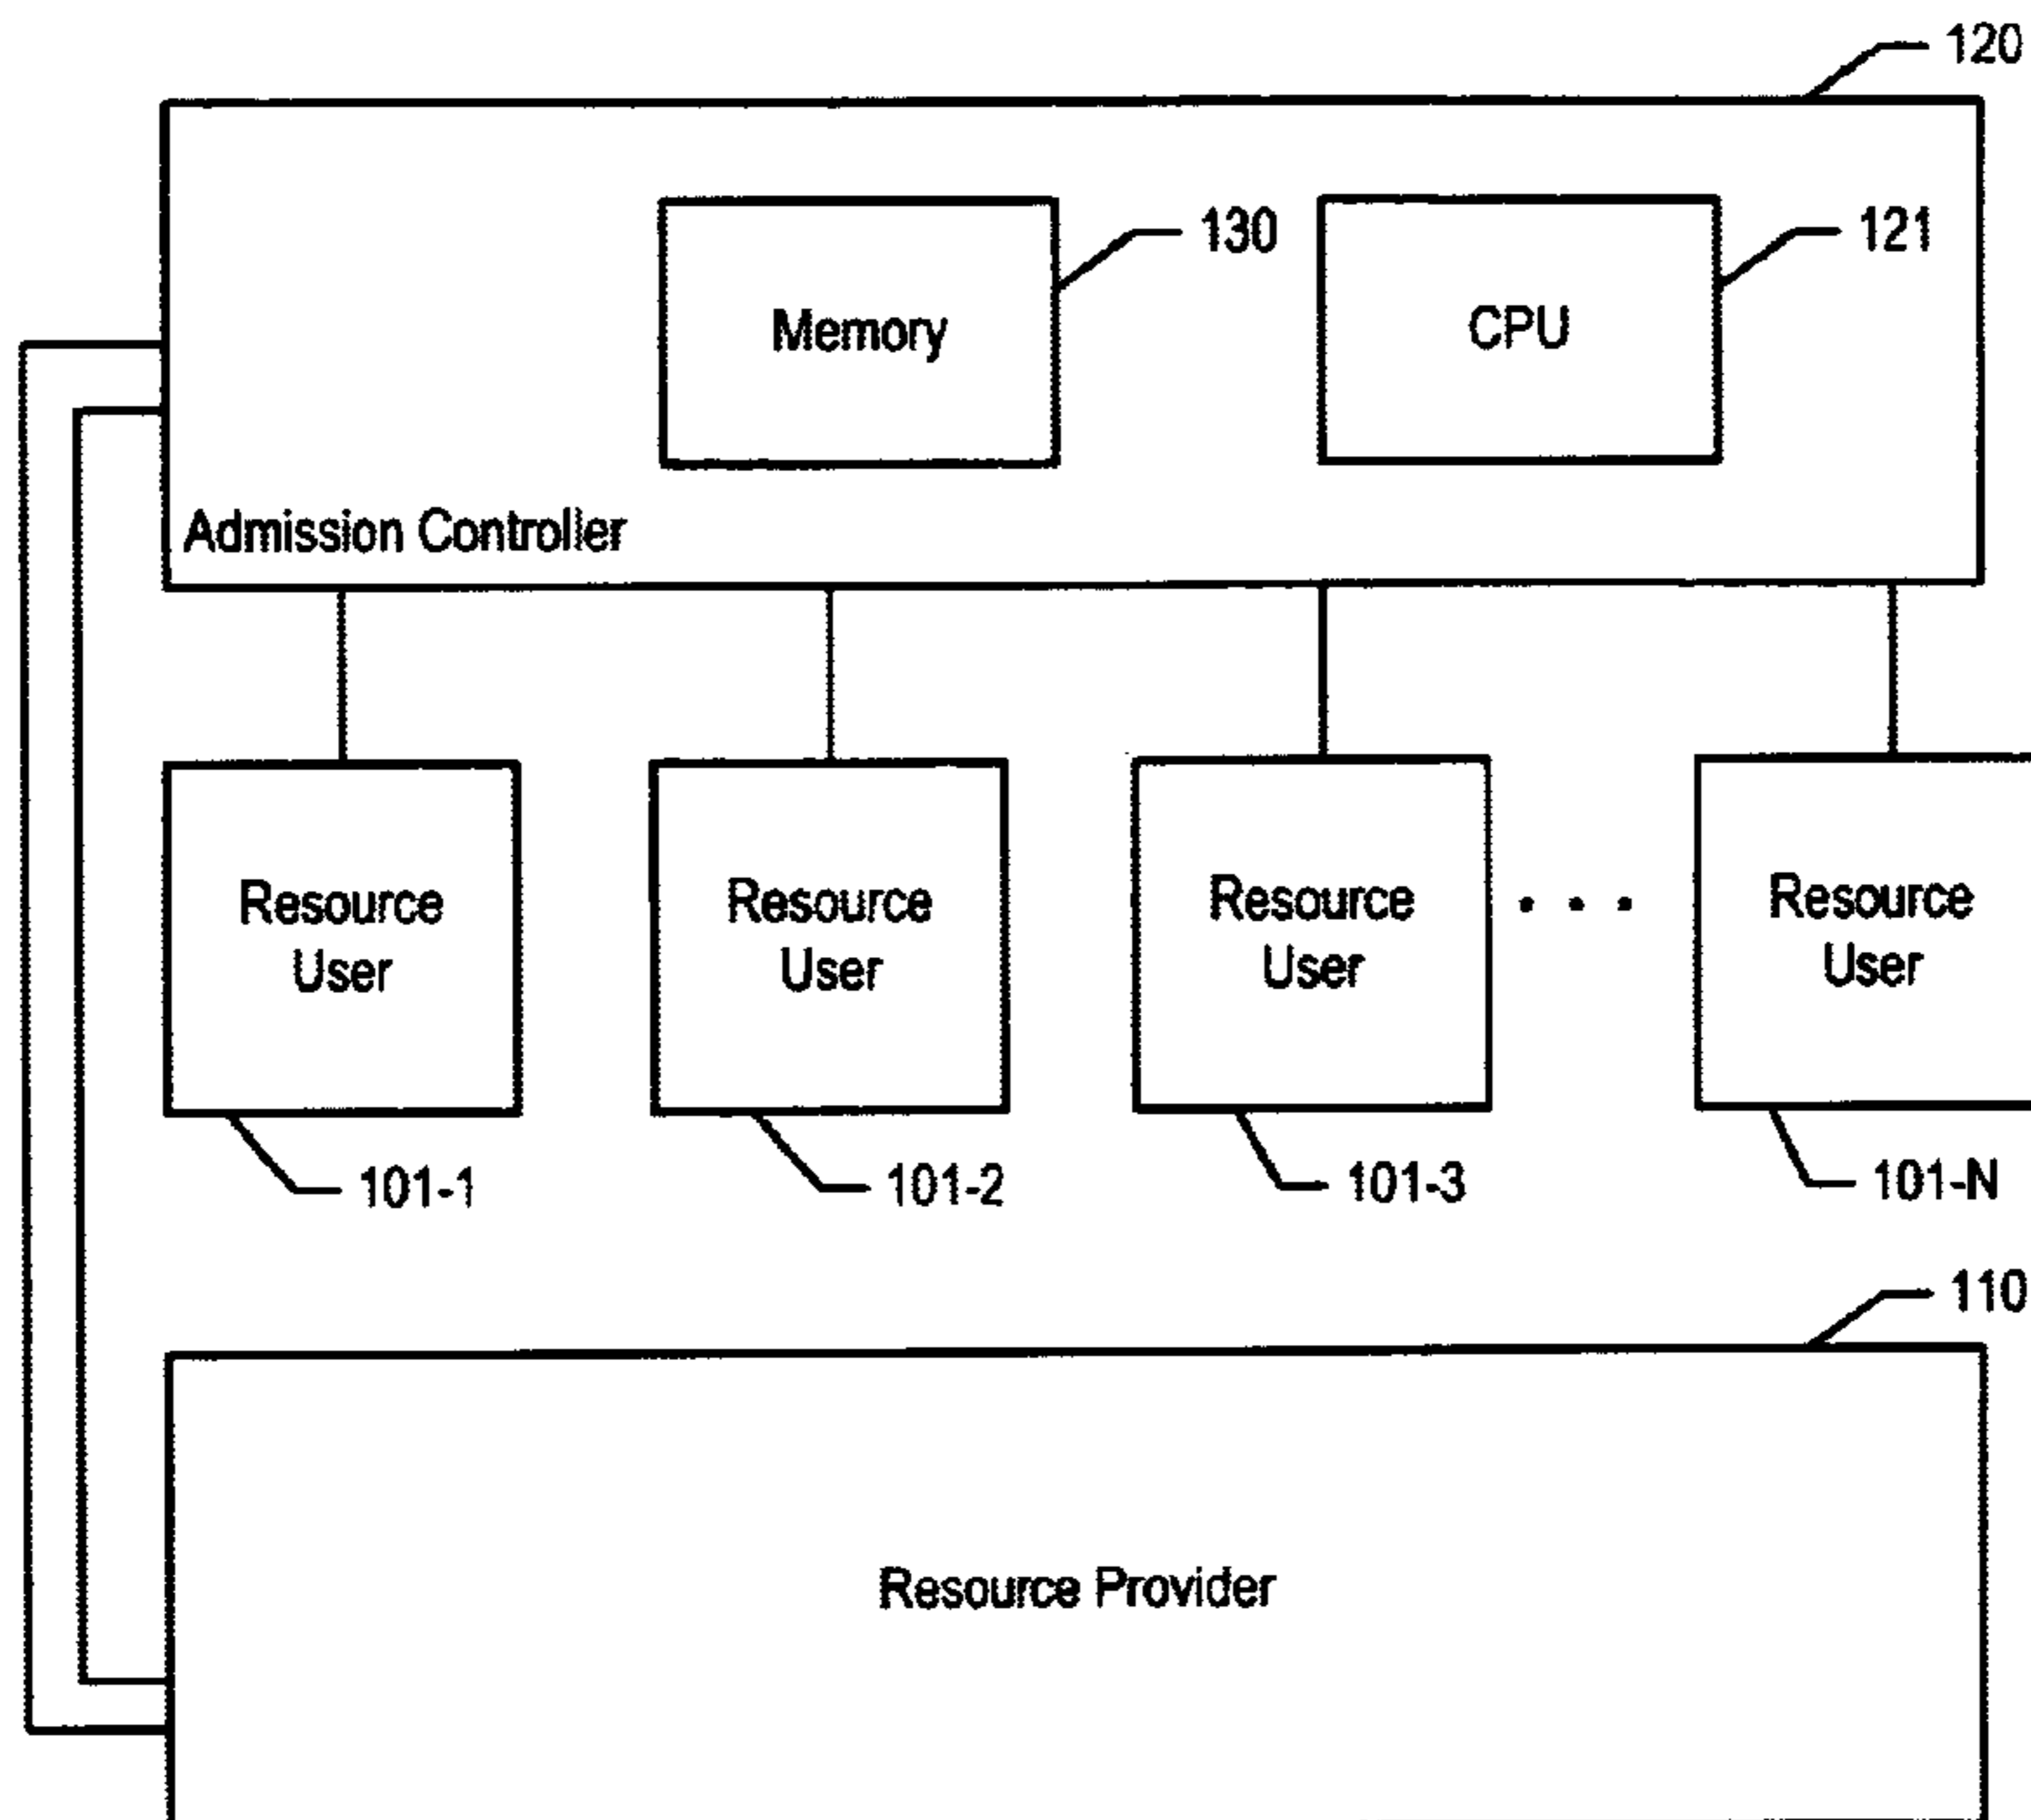 120
130
121
Memory
CPU
Admission Controller
Resource
User
Resource
User
Resource
User
. . .
Resource
User
101-1
101-2
101-3
101-N
110
Resource Provider